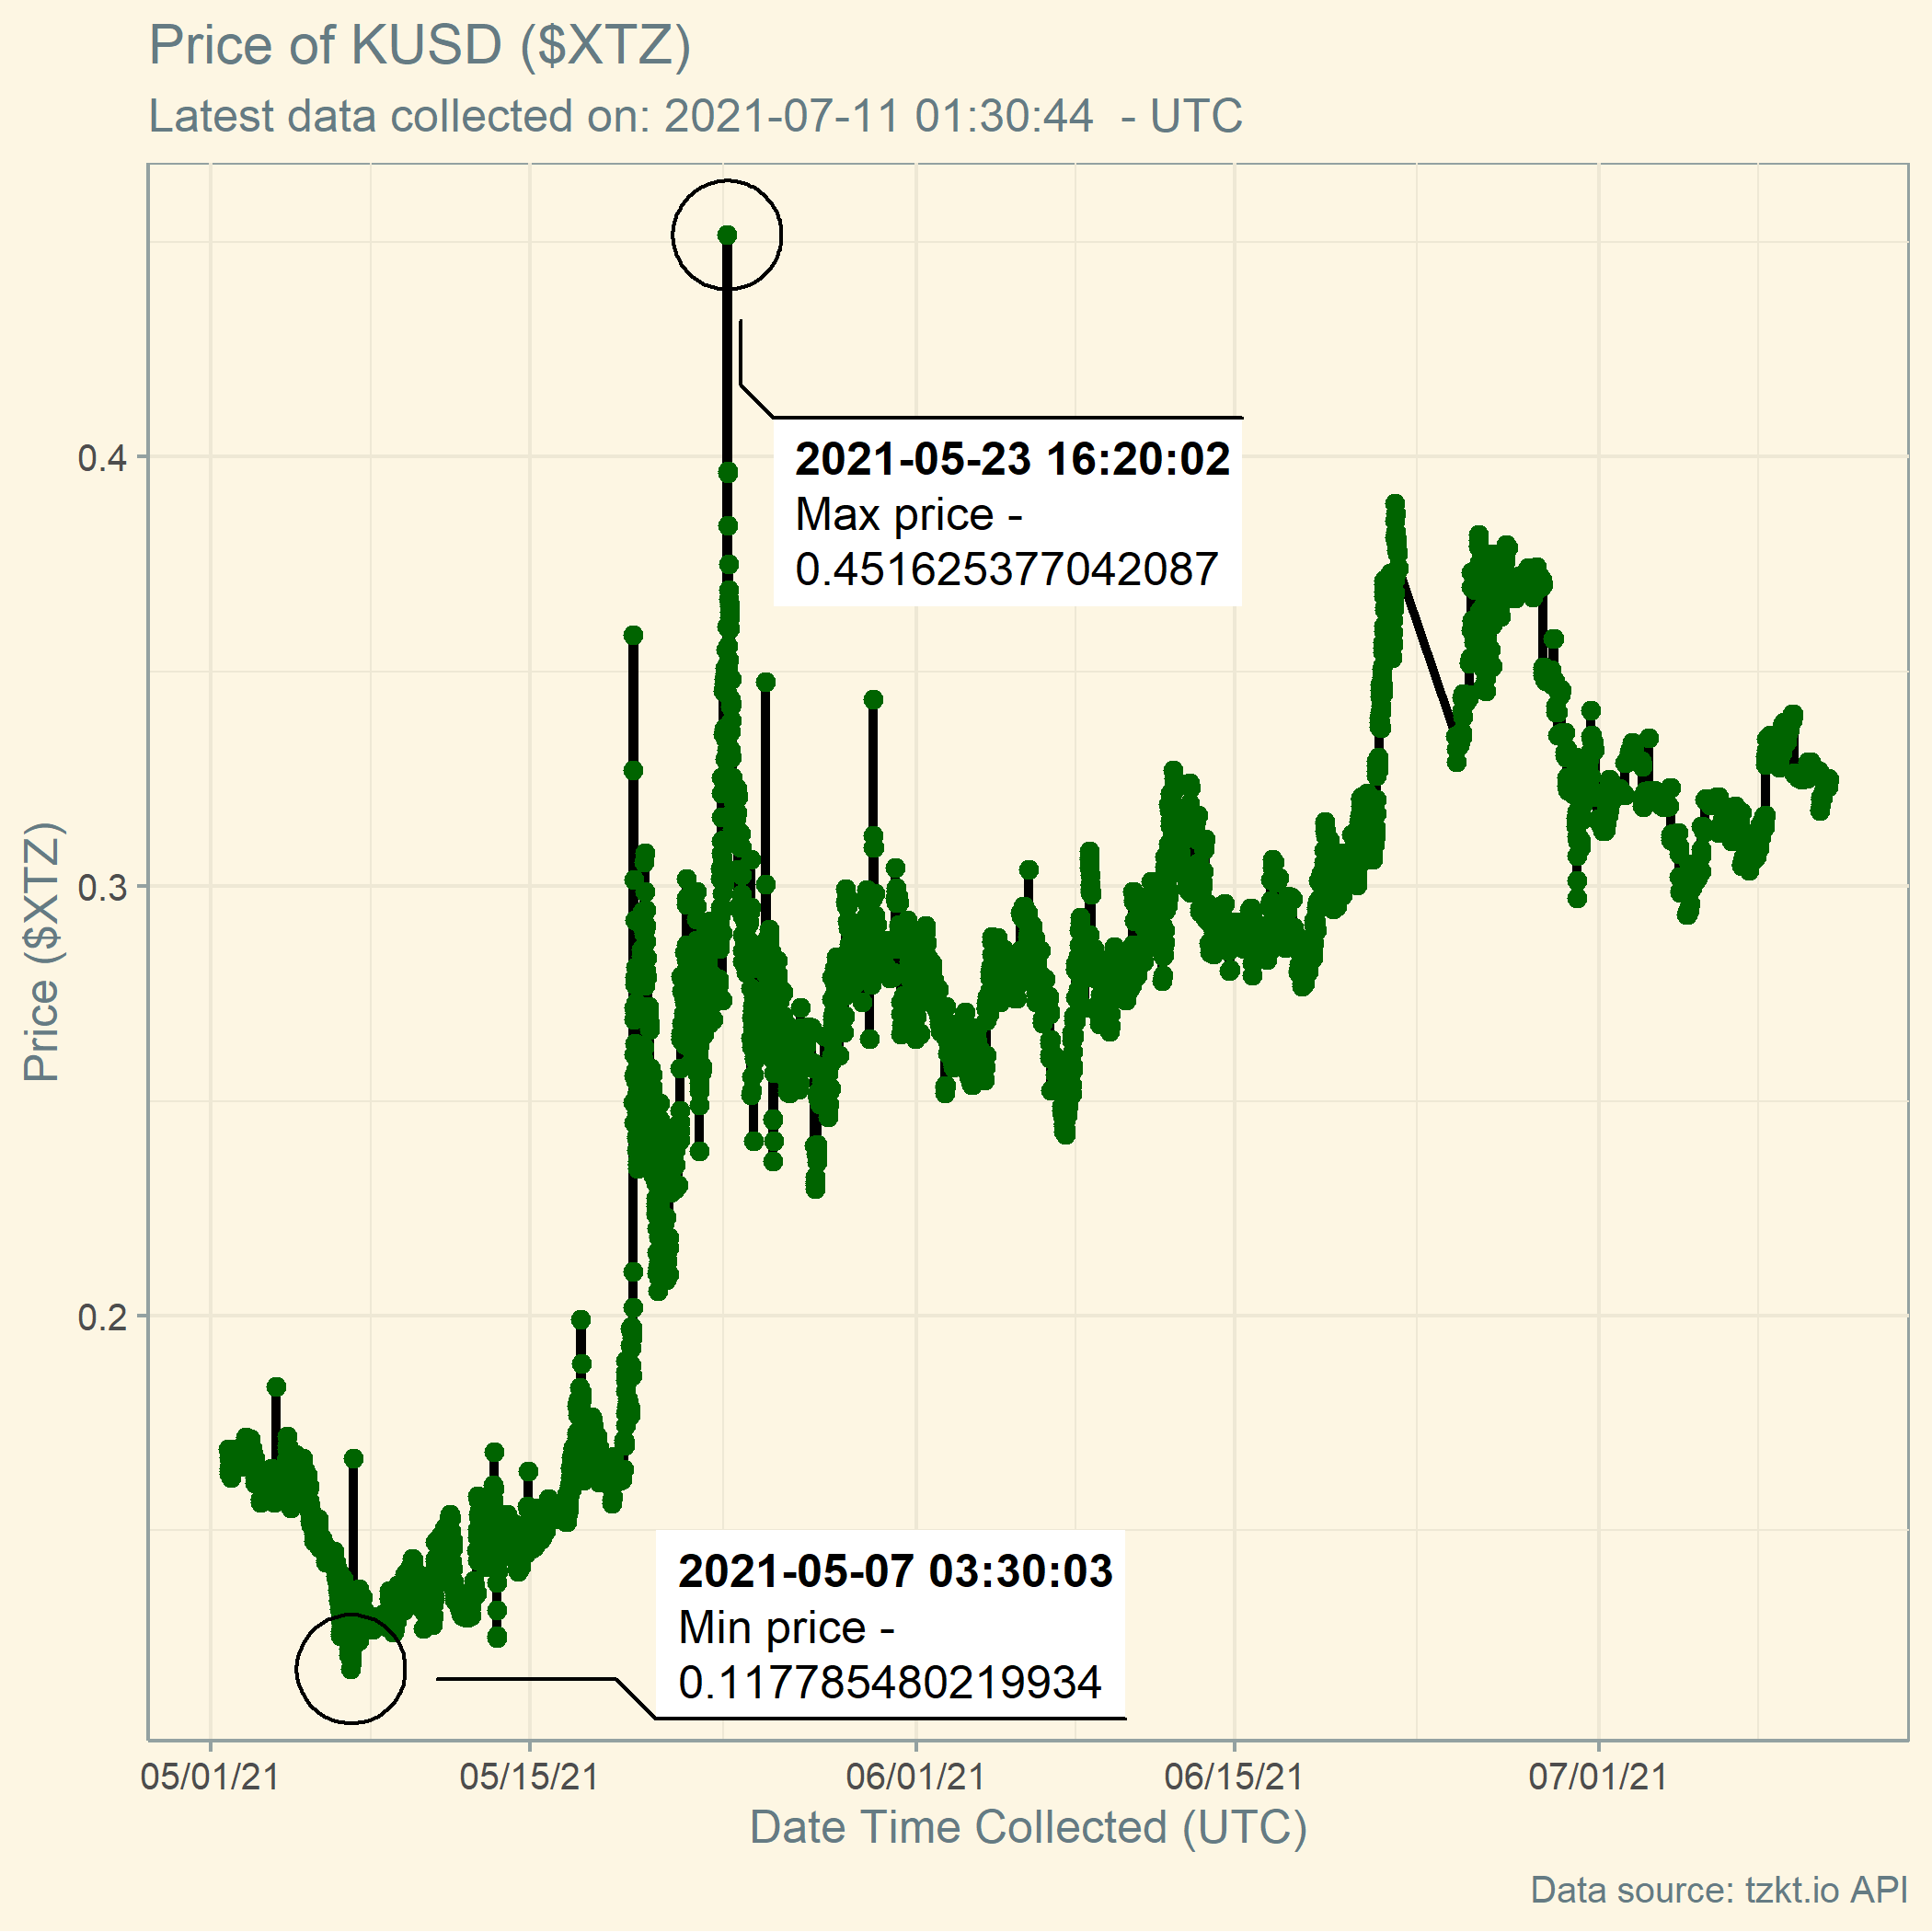 Price of KUSD ($XTZ)
Latest data collected on: 2021-07-11 01:30:44  - UTC
2021-05-23 16:20:02
Max price -
0.451625377042087
0.4
0.3
0.2
Price ($XTZ)
2021-05-07 03:30:03
Min price -
0.117785480219934
05/01/21 05/15/21 06/01/21 06/15/21 07/01/21
Date Time Collected (UTC)
Data source: tzkt.io API